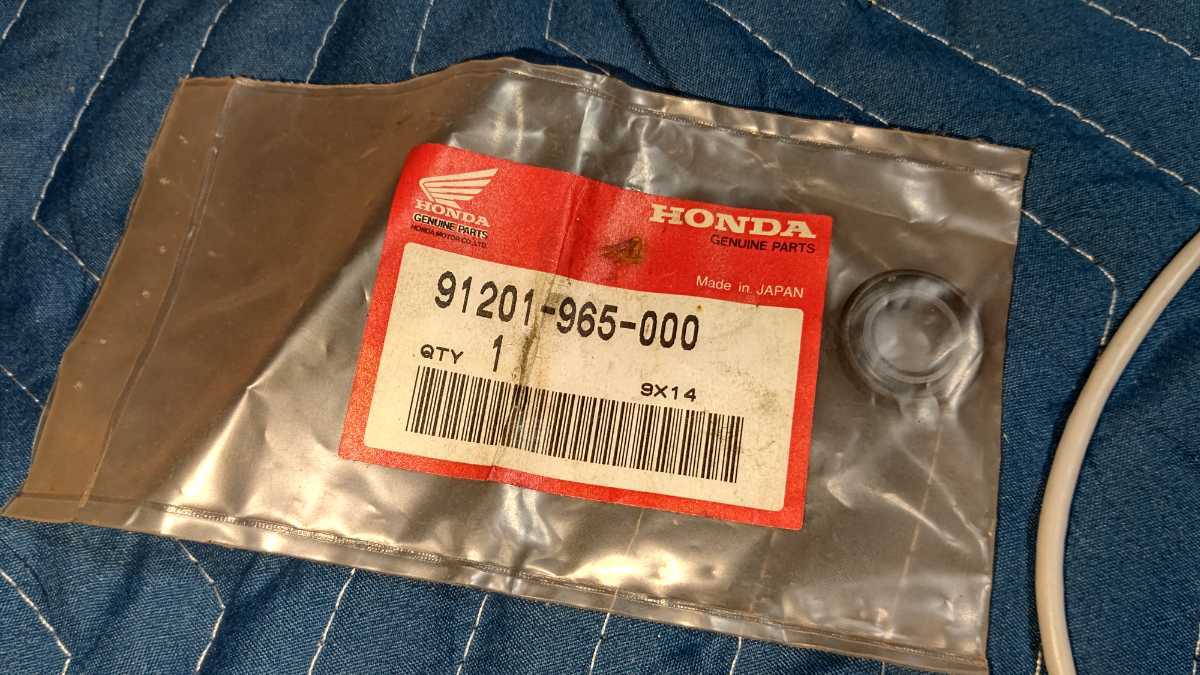 HONDA
GENUINE PARTS
HONDA MOTOR CO.,LTD.
HONDA
GENUINE PARTS
Made in JAPAN
91201-965-000
QTY 1
9X14